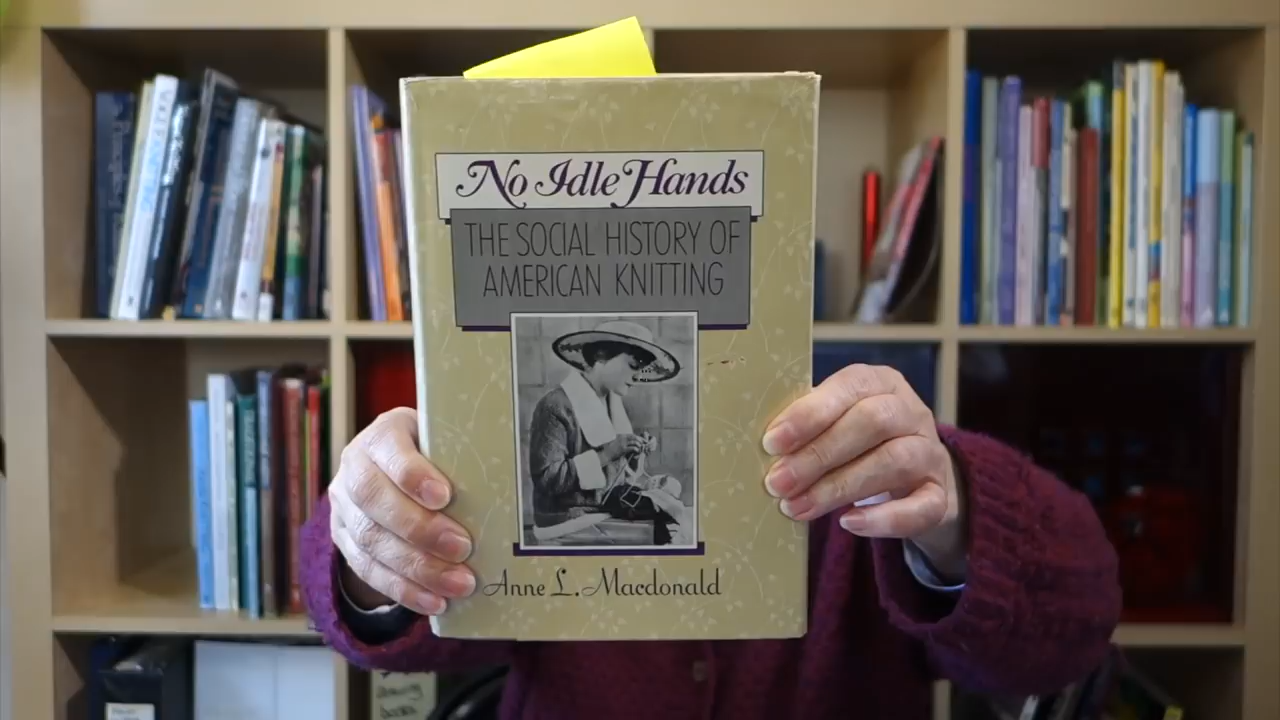 No Idle Hands
THE SOCIAL HISTORY OF
AMERICAN KNITTING
Anne L. Macdonald